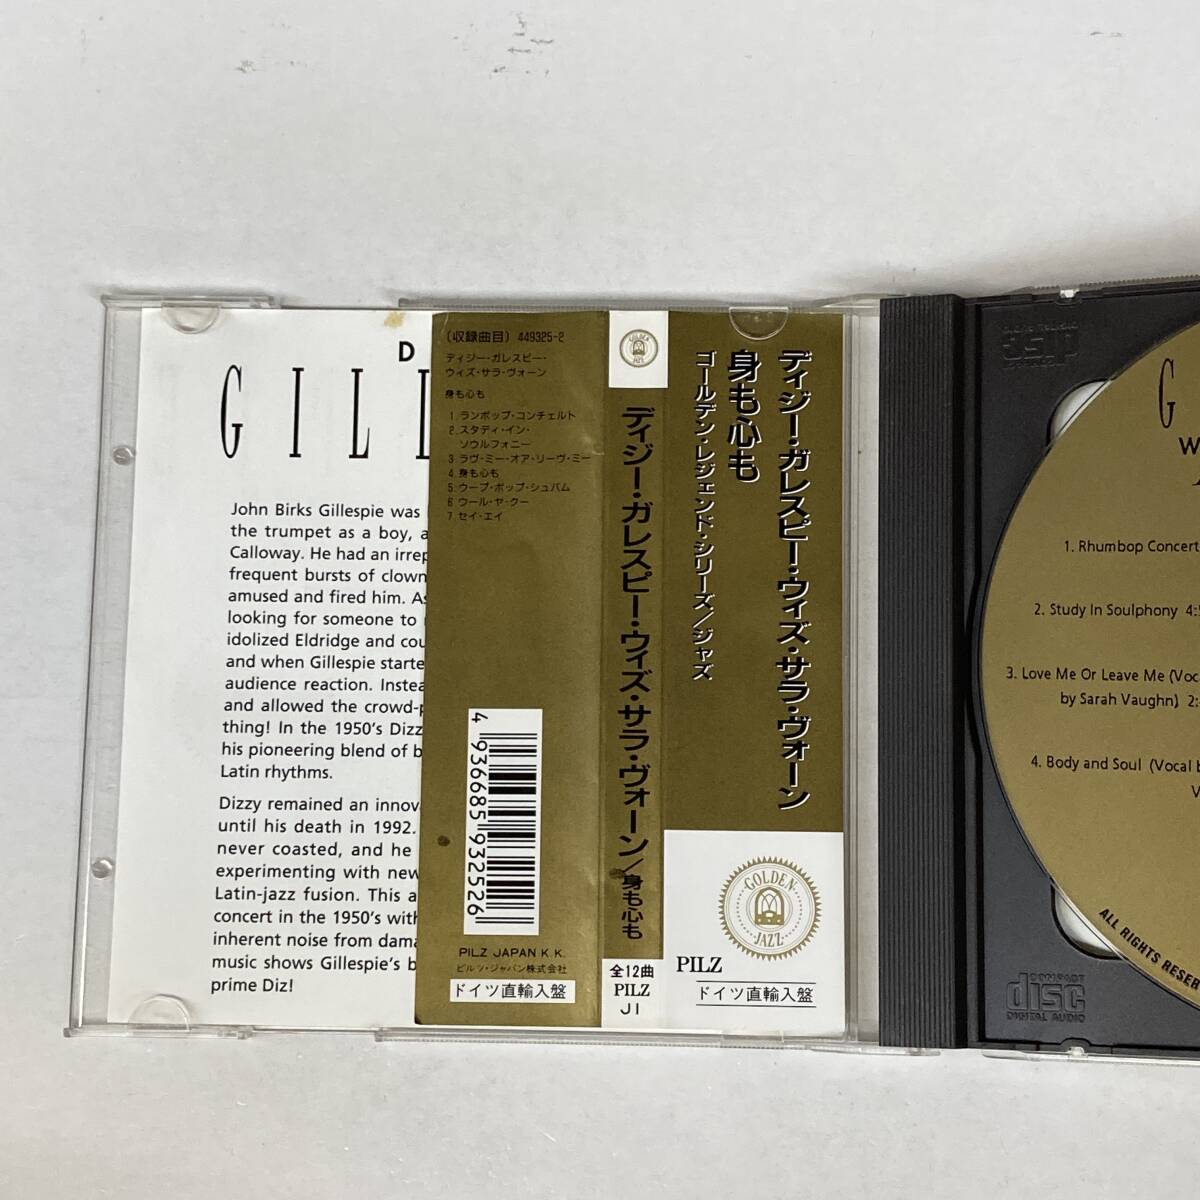 D
GILL
John Birks Gillespie was
the trumpet as a boy, a
Calloway. He had an irrep
frequent bursts of clown
amused and fired him. As
looking for someone to
idolized Eldridge and cou
and when Gillespie starte
audience reaction. Instea
and allowed the crowd-p
thing! In the 1950's Dizz
his pioneering blend of b
Latin rhythms.
Dizzy remained an innova
until his death in 1992.
never coasted, and he
experimenting with new
Latin-jazz fusion. This a
concert in the 1950's with
inherent noise from dama
music shows Gillespie's b
prime Diz!
(収録曲目) 449325-2
ディジー・ガレスピー・
ウィズ・サラ・ヴォーン
身も心も
1. ランボップ・コンチェルト
2. スタディ・イン・
ソウルフォニー
3. ラヴ・ミー・オア・リーヴ・ミー
4. 身も心も
5. ウープ・ポップ・シュバム
6. ウール・ヤ・クー
7. セイ・エイ
4 936685 932526
PILZ JAPAN K.K.
ピルツ・ジャパン株式会社
ドイツ直輸入盤
GOLDEN
JAZZ
ディジー・ガレスピー・ウィズ・サラ・ヴォーン/身も心も
全12曲
PILZ
J1
ディジー・ガレスピー・ウィズ・サラ・ヴォーン
身も心も
ゴールデン・レジェンド・シリーズ/ジャズ
GOLDEN
JAZZ
PILZ
ドイツ直輸入盤
G
W
1. Rhumbop Concert
2. Study In Soulphony 4:5
3. Love Me Or Leave Me (Voc
by Sarah Vaughn) 2:
4. Body and Soul (Vocal b
V
ALL RIGHTS RESER
COMPACT
disc
DIGITAL AUDIO